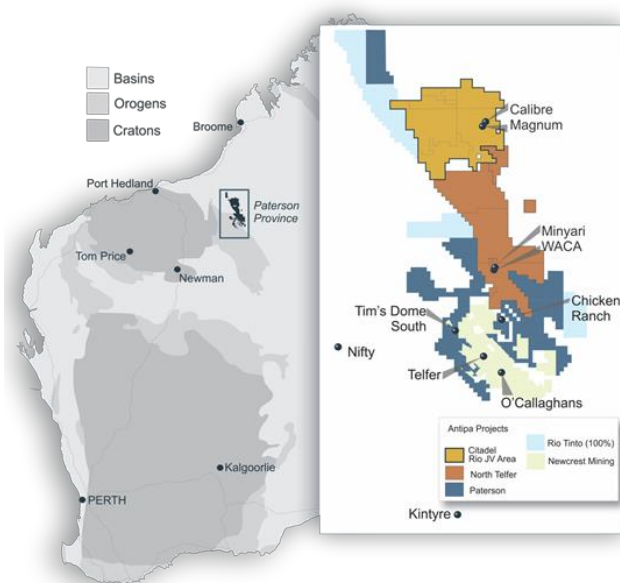 Basins
Orogens
Cratons
Broome
Port Hedland
Paterson
Province
Tom Price
Newman
Kalgoorlie
PERTH
Calibre
Magnum
Minyari
WACA
Chicken
Ranch
Tim's Dome
South
Nifty
Telfer
O'Callaghans
Antipa Projects
Citadel
Rio JV Area
North Telfer
Paterson
Rio Tinto (100%)
Newcrest Mining
Kintyre